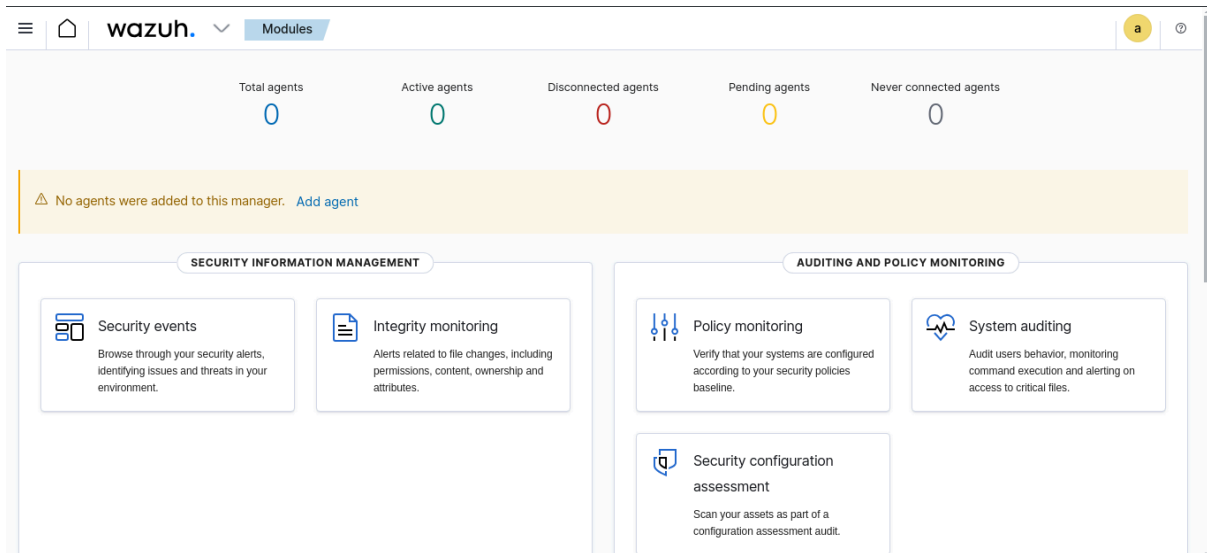 wazuh. Modules a
Total agents Active agents Disconnected agents Pending agents Never connected agents
0 0 0 0 0
No agents were added to this manager. Add agent
SECURITY INFORMATION MANAGEMENT
Security events
Browse through your security alerts,
identifying issues and threats in your
environment.
Integrity monitoring
Alerts related to file changes, including
permissions, content, ownership and
attributes.
AUDITING AND POLICY MONITORING
Policy monitoring
Verify that your systems are configured
according to your security policies
baseline.
System auditing
Audit users behavior, monitoring
command execution and alerting on
access to critical files.
Security configuration
assessment
Scan your assets as part of a
configuration assessment audit.